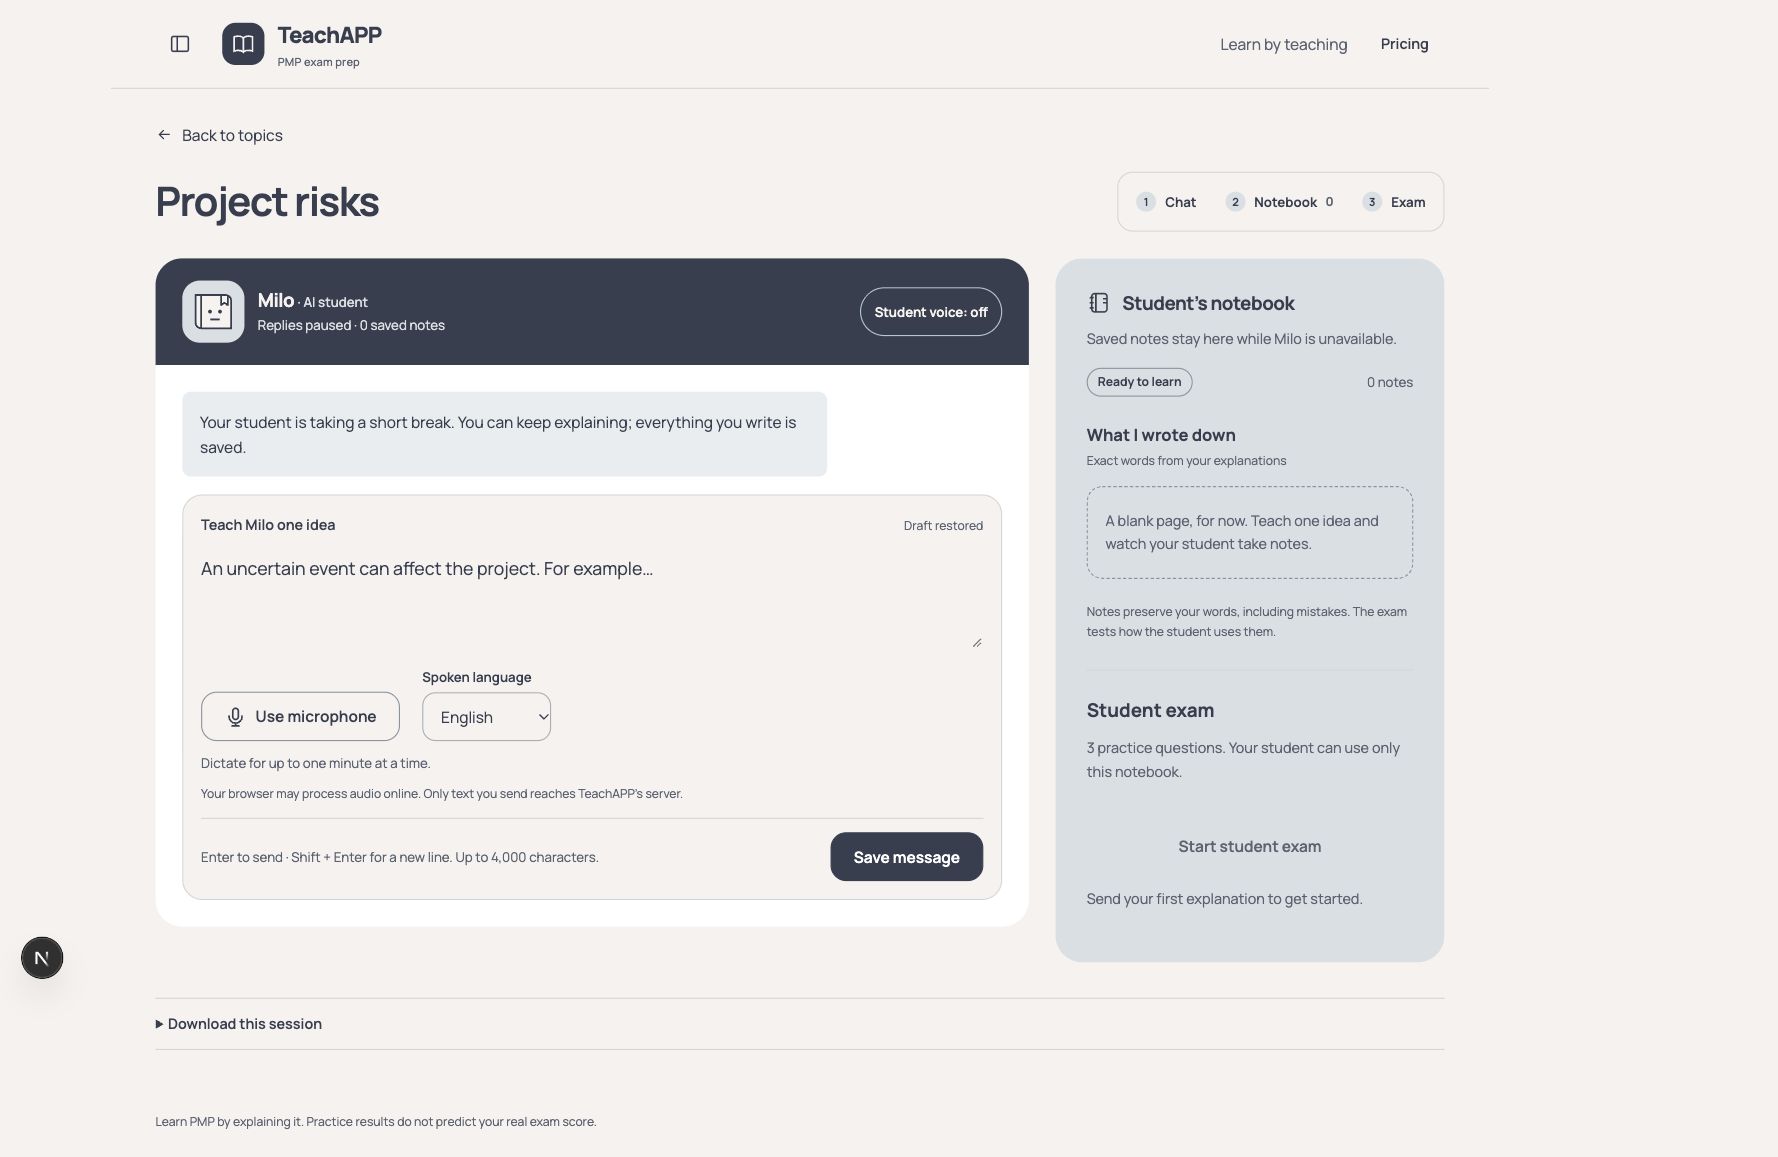 TeachAPP
PMP exam prep
Learn by teaching
Pricing
← Back to topics
Project risks
1 Chat
2 Notebook 0
3 Exam
Milo · AI student
Replies paused · 0 saved notes
Student voice: off
Your student is taking a short break. You can keep explaining; everything you write is
saved.
Teach Milo one idea
Draft restored
An uncertain event can affect the project. For example…
Spoken language
Use microphone
English
Dictate for up to one minute at a time.
Your browser may process audio online. Only text you send reaches TeachAPP's server.
Enter to send · Shift + Enter for a new line. Up to 4,000 characters.
Save message
Student's notebook
Saved notes stay here while Milo is unavailable.
Ready to learn
0 notes
What I wrote down
Exact words from your explanations
A blank page, for now. Teach one idea and
watch your student take notes.
Notes preserve your words, including mistakes. The exam
tests how the student uses them.
Student exam
3 practice questions. Your student can use only
this notebook.
Start student exam
Send your first explanation to get started.
N
Download this session
Learn PMP by explaining it. Practice results do not predict your real exam score.